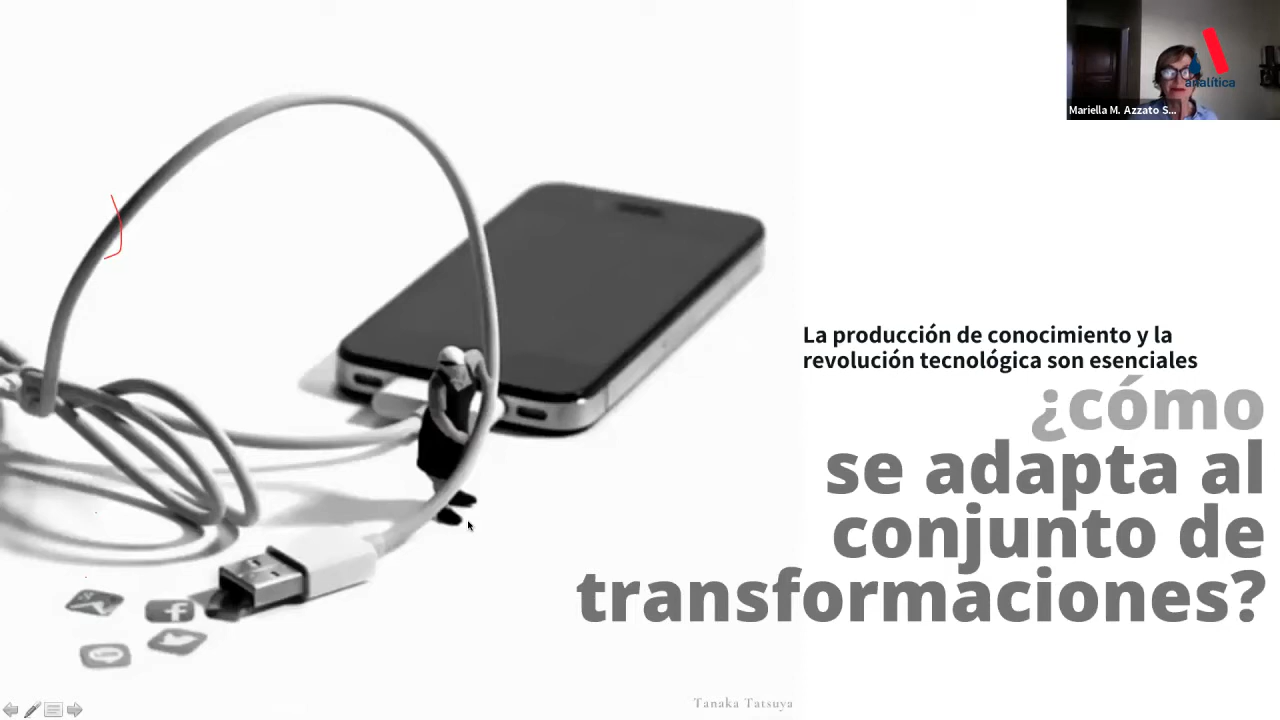 analítica
Mariella M. Azzato S...
La producción de conocimiento y la
revolución tecnológica son esenciales
¿cómo
se adapta al
conjunto de
transformaciones?
Tanaka Tatsuya